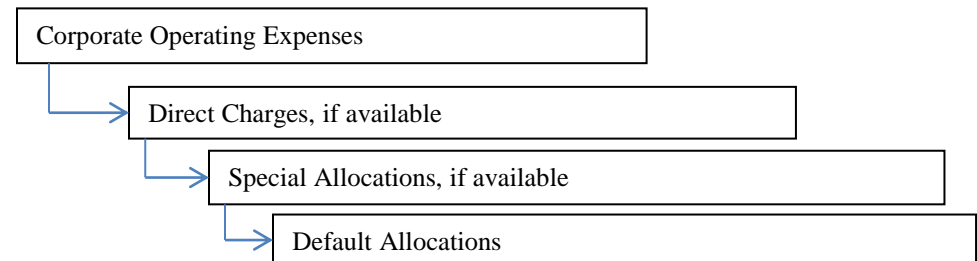 Corporate Operating Expenses
Direct Charges, if available
Special Allocations, if available
Default Allocations